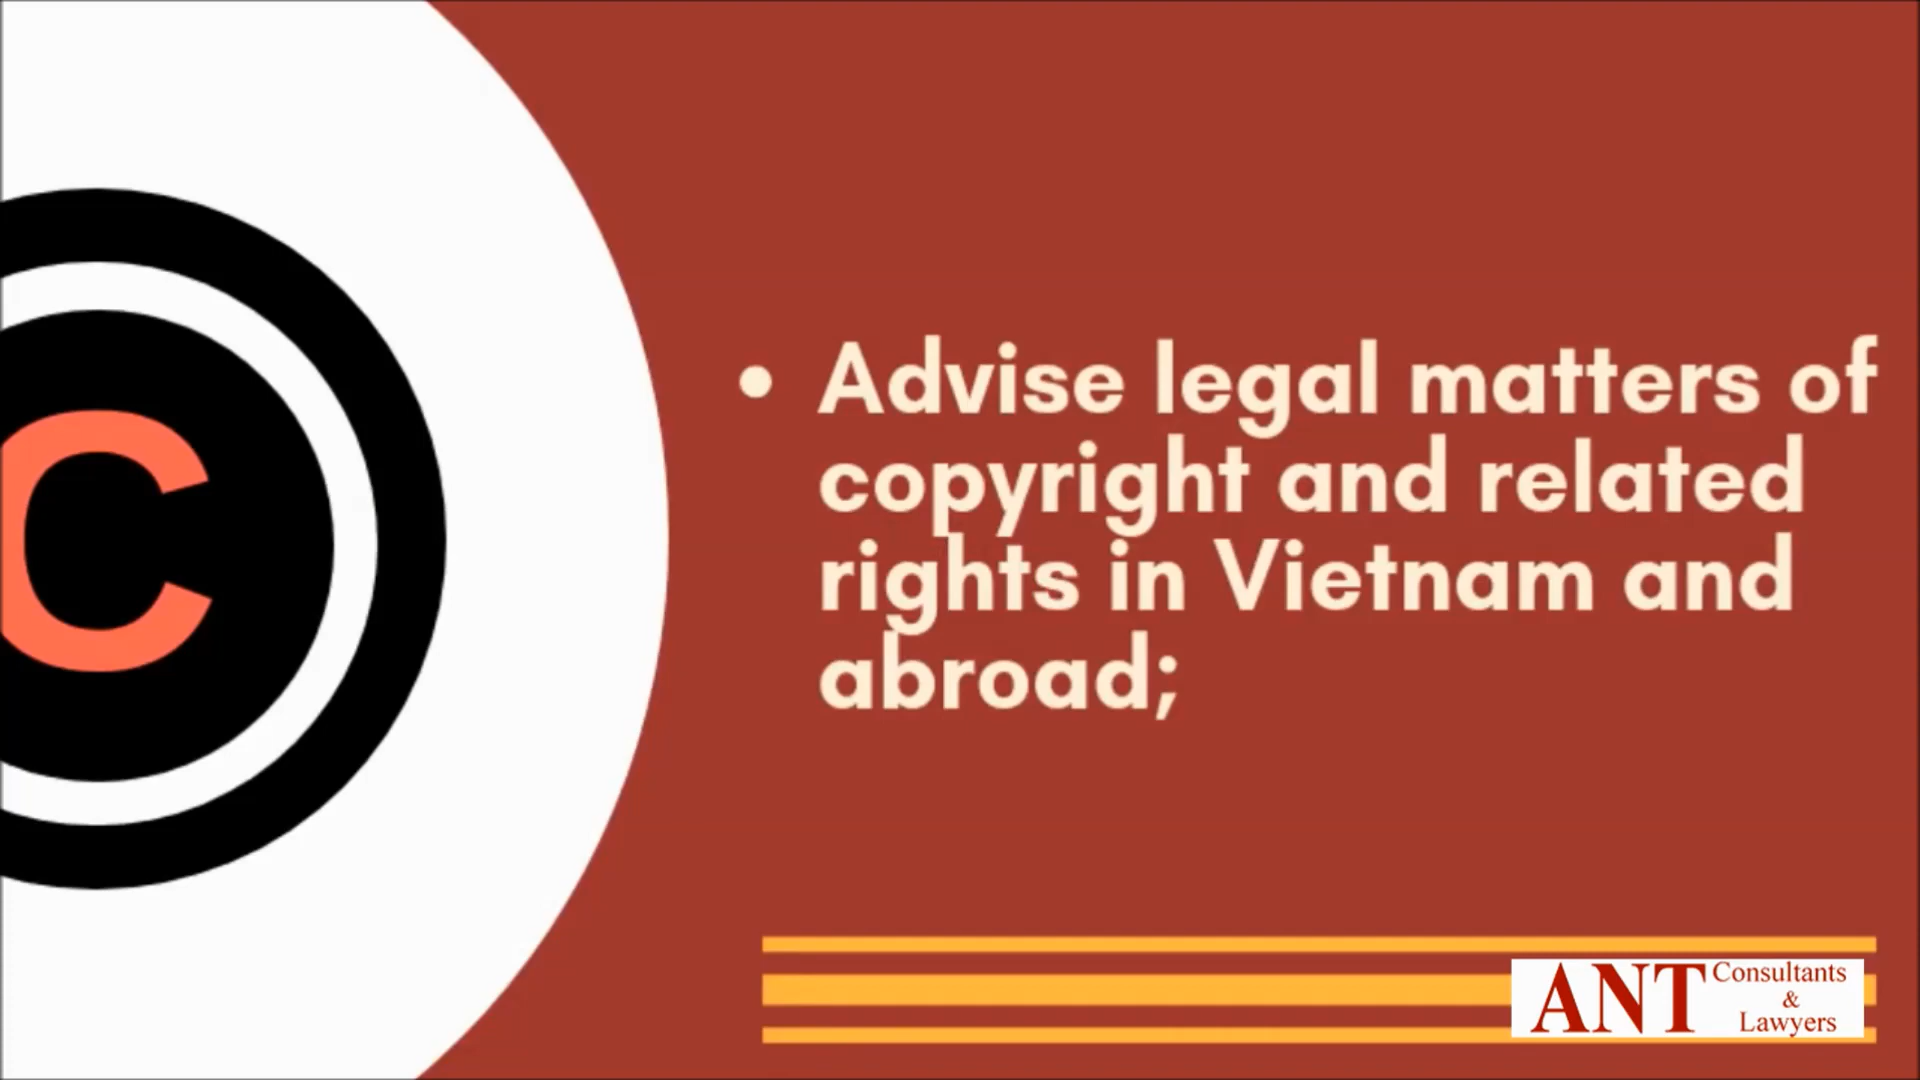 C
• Advise legal matters of
copyright and related
rights in Vietnam and
abroad;
ANT Consultants
&
Lawyers